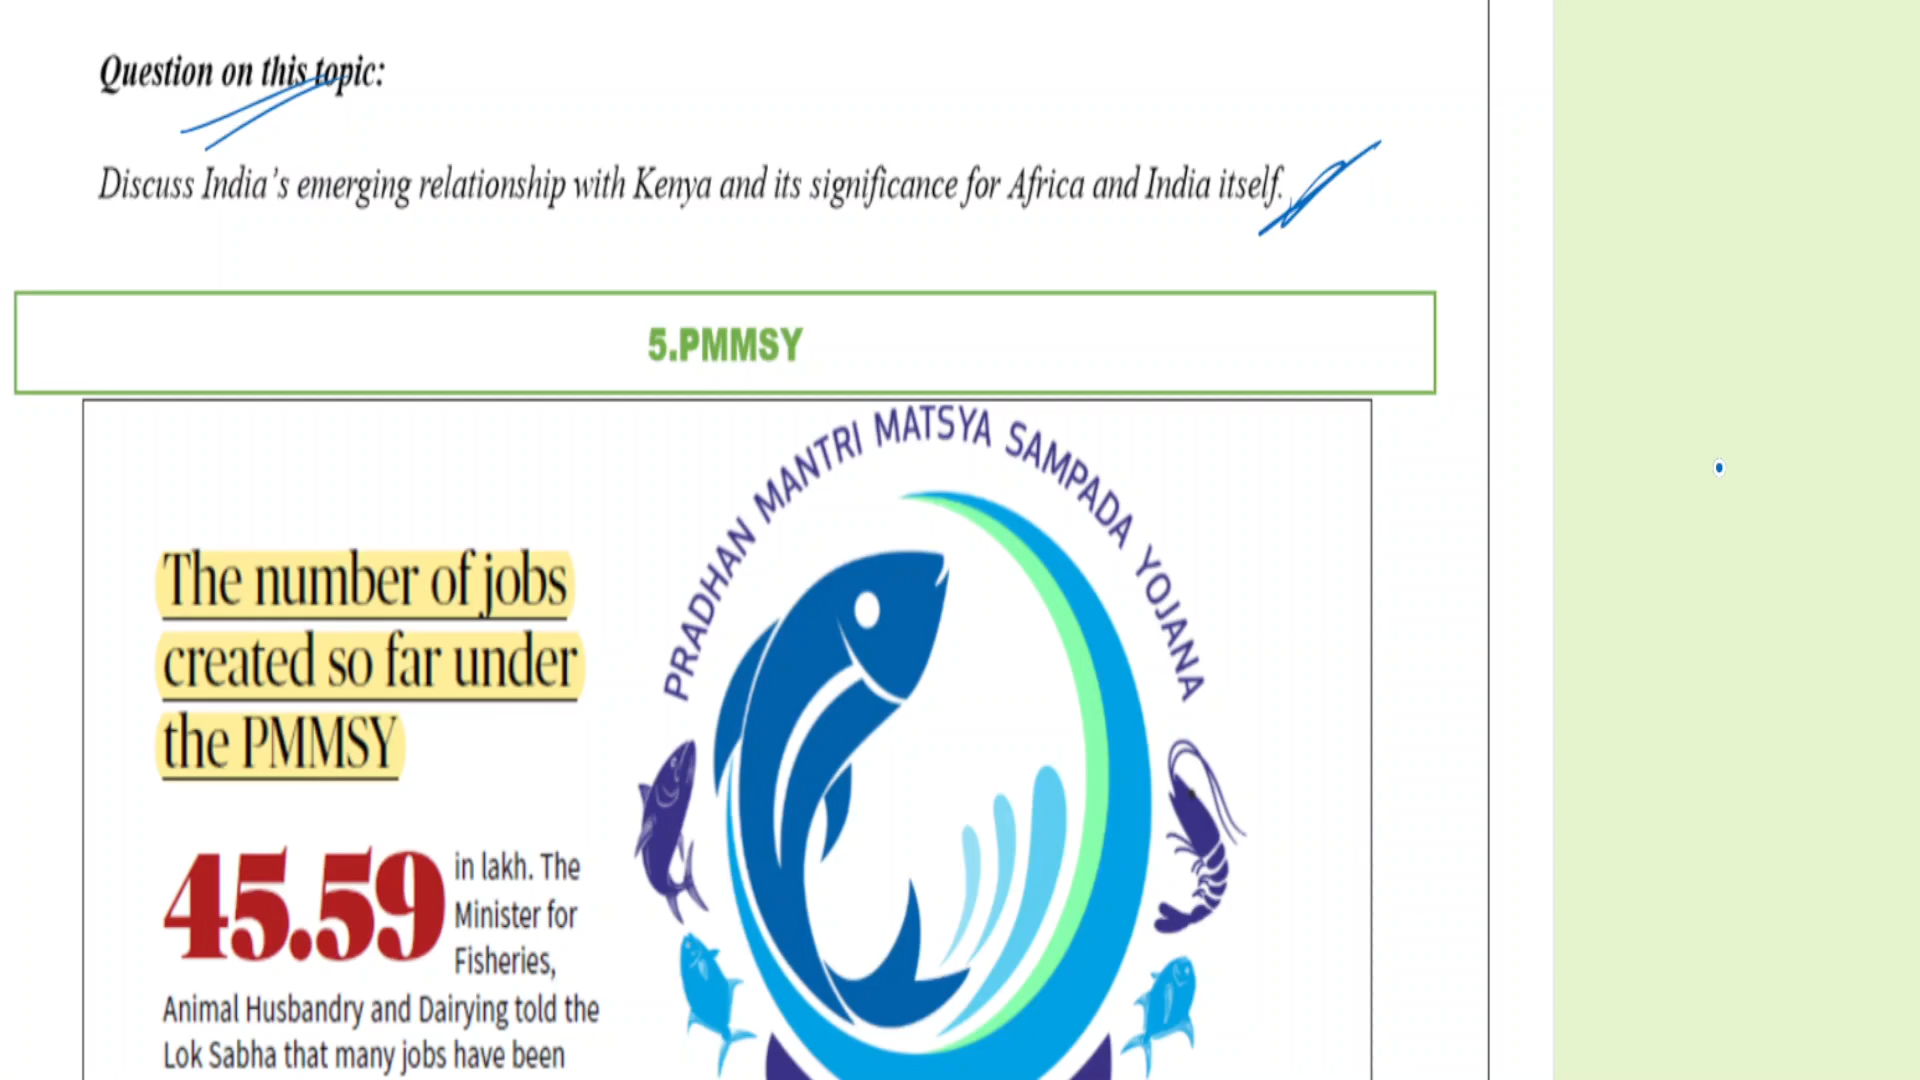 Question on this topic:
Discuss India's emerging relationship with Kenya and its significance for Africa and India itself.
5.PMMSY
PRADHAN MANTRI MATSYA SAMPADA YOJANA
The number of jobs
created so far under
the PMMSY
45.59 in lakh. The
Minister for
Fisheries,
Animal Husbandry and Dairying told the
Lok Sabha that many jobs have been